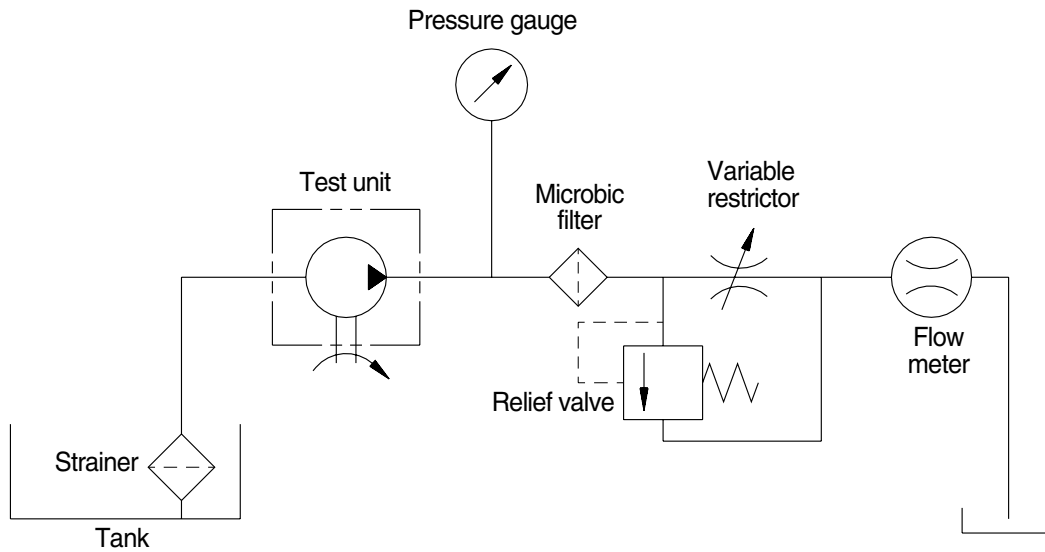 Pressure gauge
Test unit
Microbic
filter
Variable
restrictor
Flow
meter
Relief valve
Strainer
Tank